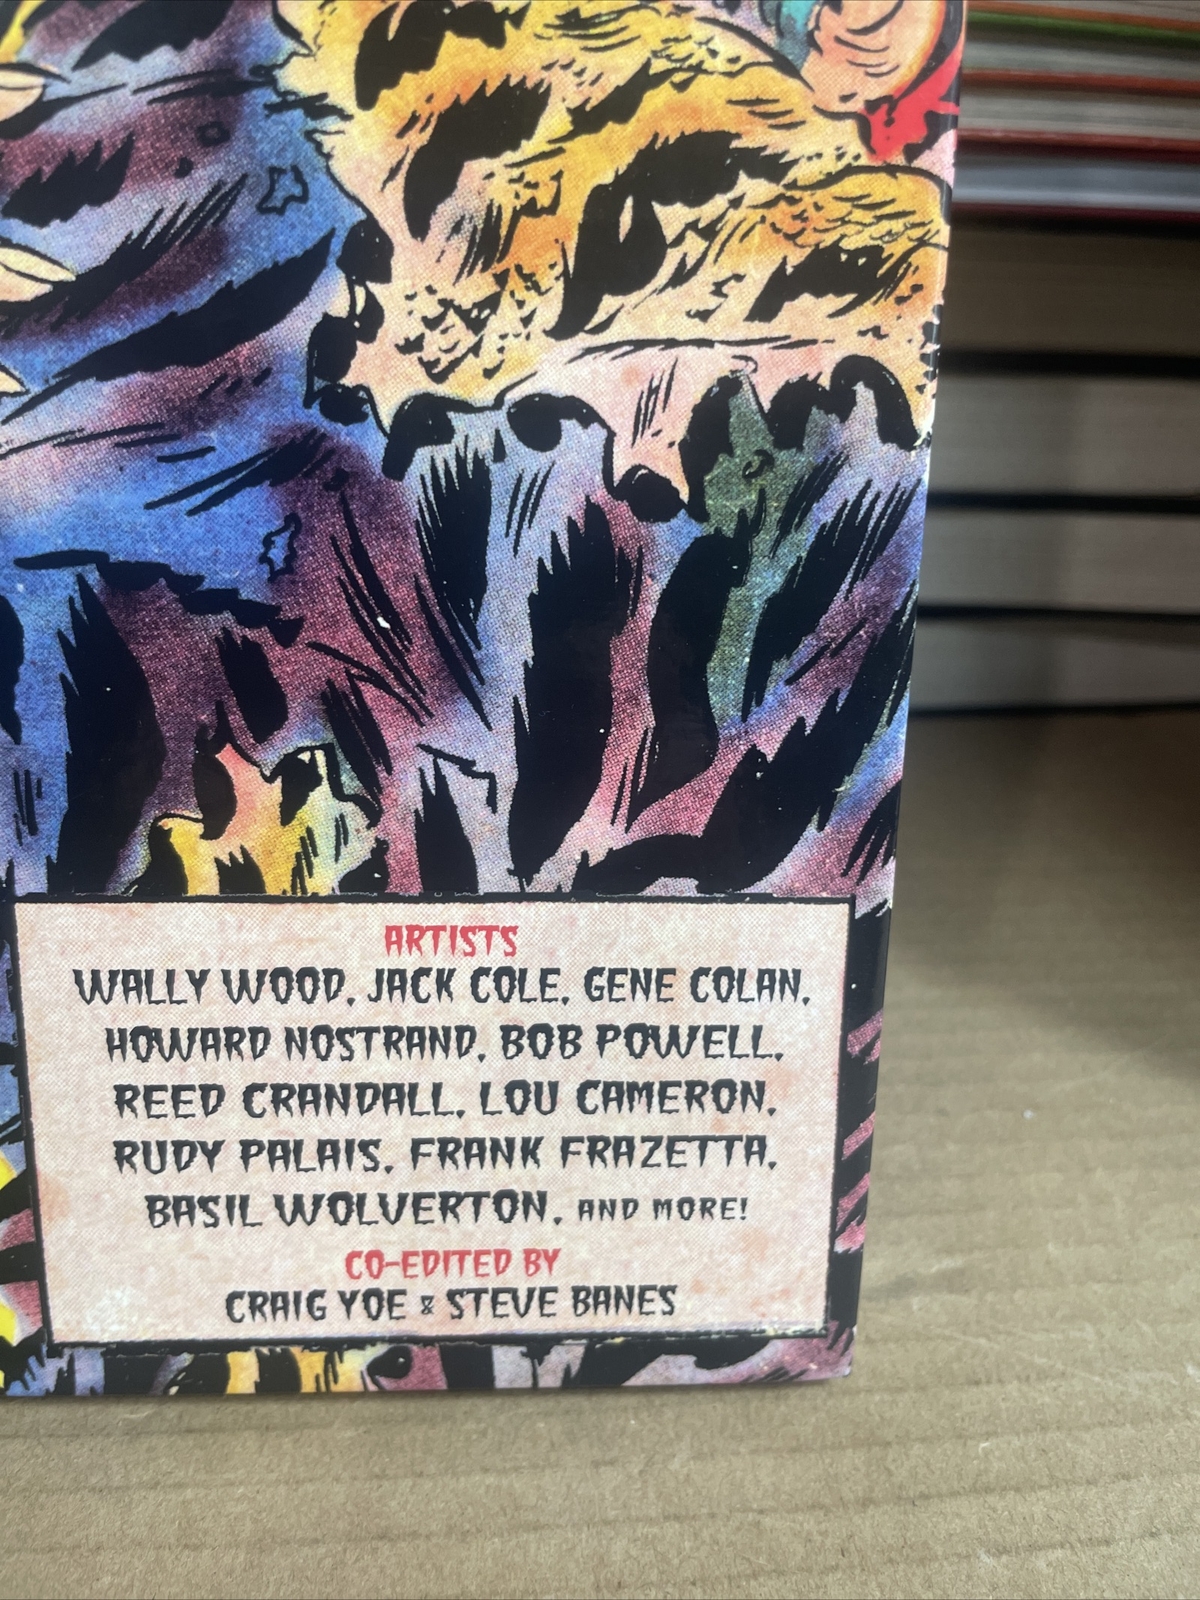 ARTISTS
WALLY WOOD, JACK COLE, GENE COLAN,
HOWARD NOSTRAND, BOB POWELL,
REED CRANDALL, LOU CAMERON,
RUDY PALAIS, FRANK FRAZETTA,
BASIL WOLVERTON, AND MORE!
CO-EDITED BY
CRAIG YOE & STEVE BANES